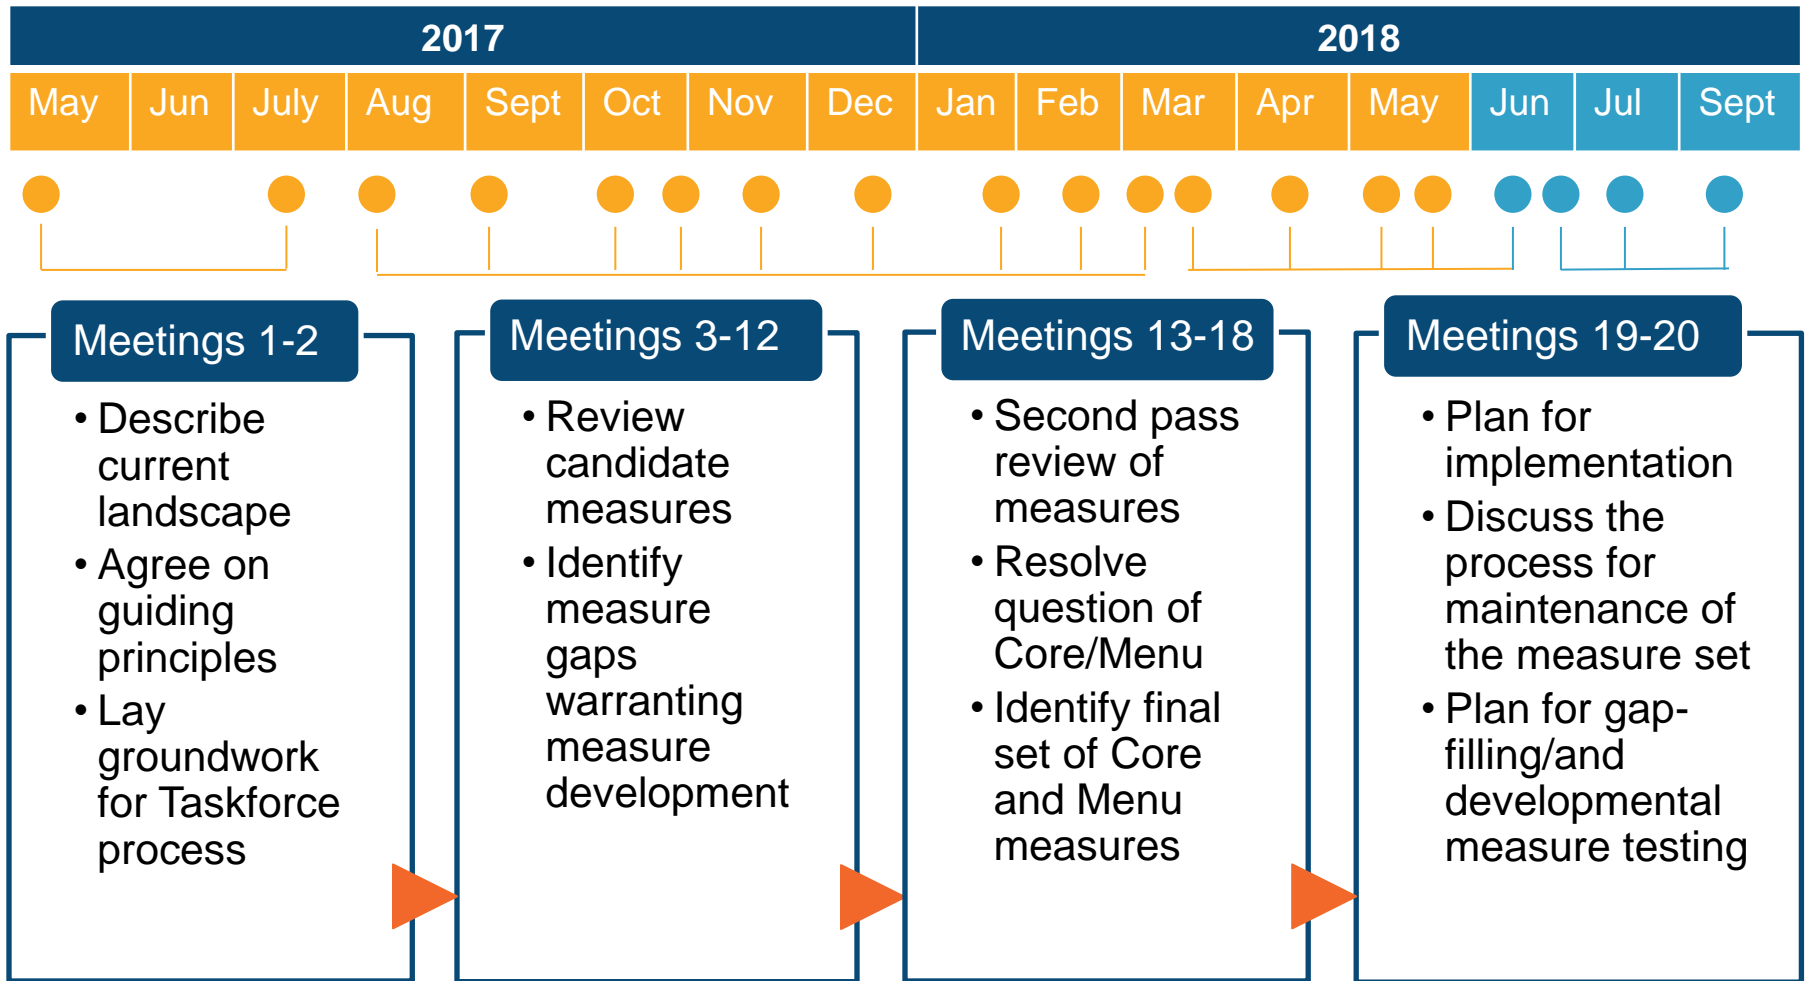 2017
2018
May Jun July Aug Sept Oct Nov Dec Jan Feb Mar Apr May Jun Jul Sept
Meetings 1-2
• Describe
current
landscape
• Agree on
guiding
principles
• Lay
groundwork
for Taskforce
process
Meetings 3-12
• Review
candidate
measures
• Identify
measure
gaps
warranting
measure
development
Meetings 13-18
• Second pass
review of
measures
• Resolve
question of
Core/Menu
• Identify final
set of Core
and Menu
measures
Meetings 19-20
• Plan for
implementation
• Discuss the
process for
maintenance of
the measure set
• Plan for gap-
filling/and
developmental
measure testing